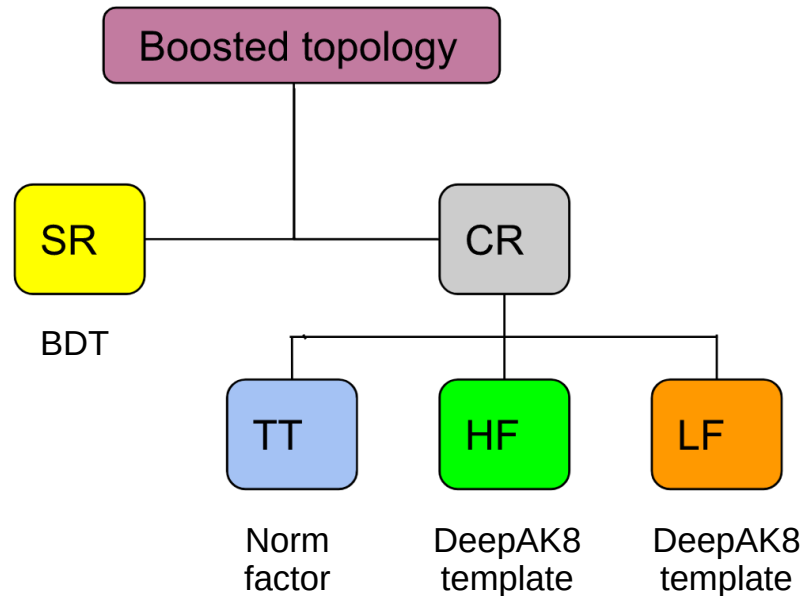 Boosted topology
SR
CR
BDT
TT
HF
LF
Norm
factor
DeepAK8
template
DeepAK8
template